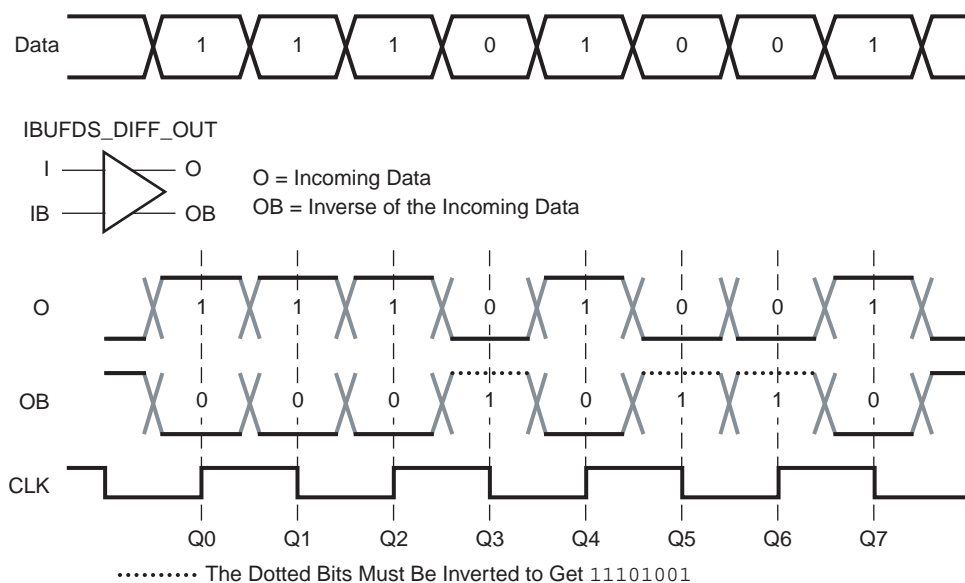 Data 1 1 1 0 1 0 0 1
IBUFDS_DIFF_OUT
I O
IB OB
O = Incoming Data
OB = Inverse of the Incoming Data
O 1 1 1 0 1 0 0 1
OB 0 0 0 1 0 1 1 0
CLK
Q0 Q1 Q2 Q3 Q4 Q5 Q6 Q7
The Dotted Bits Must Be Inverted to Get 11101001